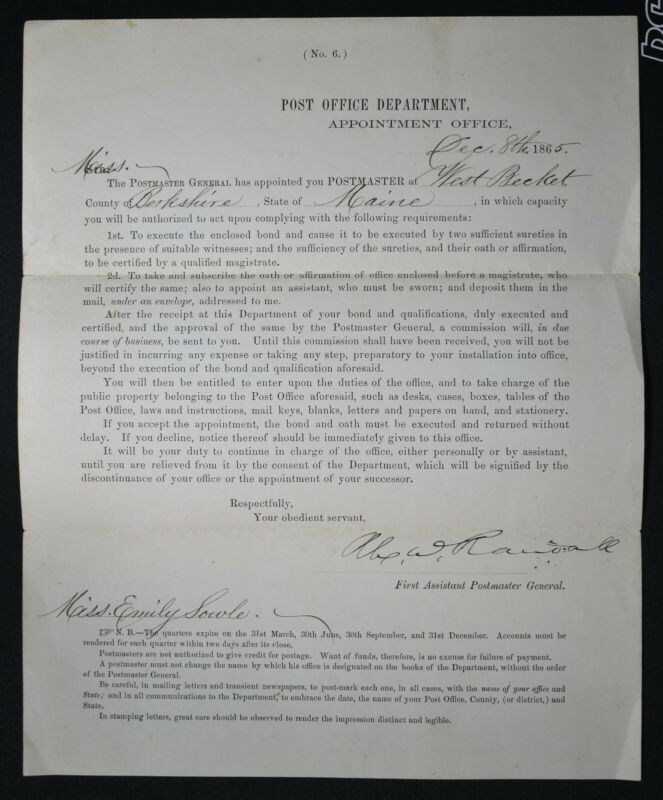 ( No. 6. )
POST OFFICE DEPARTMENT,
APPOINTMENT OFFICE,
Dec. 8th. 1865.
Miss.
The POSTMASTER GENERAL has appointed you POSTMASTER at West Becket
County of Berkshire, State of Maine, in which capacity
you will be authorized to act upon complying with the following requirements:
1st. To execute the enclosed bond and cause it to be executed by two sufficient sureties in
the presence of suitable witnesses; and the sufficiency of the sureties, and their oath or affirmation,
to be certified by a qualified magistrate.
2d. To take and subscribe the oath or affirmation of office enclosed before a magistrate, who
will certify the same; also to appoint an assistant, who must be sworn; and deposit them in the
mail, under an envelope, addressed to me.
After the receipt at this Department of your bond and qualifications, duly executed and
certified, and the approval of the same by the Postmaster General, a commission will, in due
course of business, be sent to you. Until this commission shall have been received, you will not be
justified in incurring any expense or taking any step, preparatory to your installation into office,
beyond the execution of the bond and qualification aforesaid.
You will then be entitled to enter upon the duties of the office, and to take charge of the
public property belonging to the Post Office aforesaid, such as desks, cases, boxes, tables of the
Post Office, laws and instructions, mail keys, blanks, letters and papers on hand, and stationery.
If you accept the appointment, the bond and oath must be executed and returned without
delay. If you decline, notice thereof should be immediately given to this office.
It will be your duty to continue in charge of the office, either personally or by assistant,
until you are relieved from it by the consent of the Department, which will be signified by the
discontinuance of your office or the appointment of your successor.
Respectfully,
Your obedient servant,
Alex. W. Randall
First Assistant Postmaster General.
Miss. Emily Sowle.
☞ N. B.—The quarters expire on the 31st March, 30th June, 30th September, and 31st December. Accounts must be
rendered for each quarter within two days after its close.
Postmasters are not authorized to give credit for postage. Want of funds, therefore, is no excuse for failure of payment.
A postmaster must not change the name by which his office is designated on the books of the Department, without the order
of the Postmaster General.
Be careful, in mailing letters and transient newspapers, to post-mark each one, in all cases, with the name of your office and
State; and in all communications to the Department, to embrace the date, the name of your Post Office, County, (or district,) and
State.
In stamping letters, great care should be observed to render the impression distinct and legible.